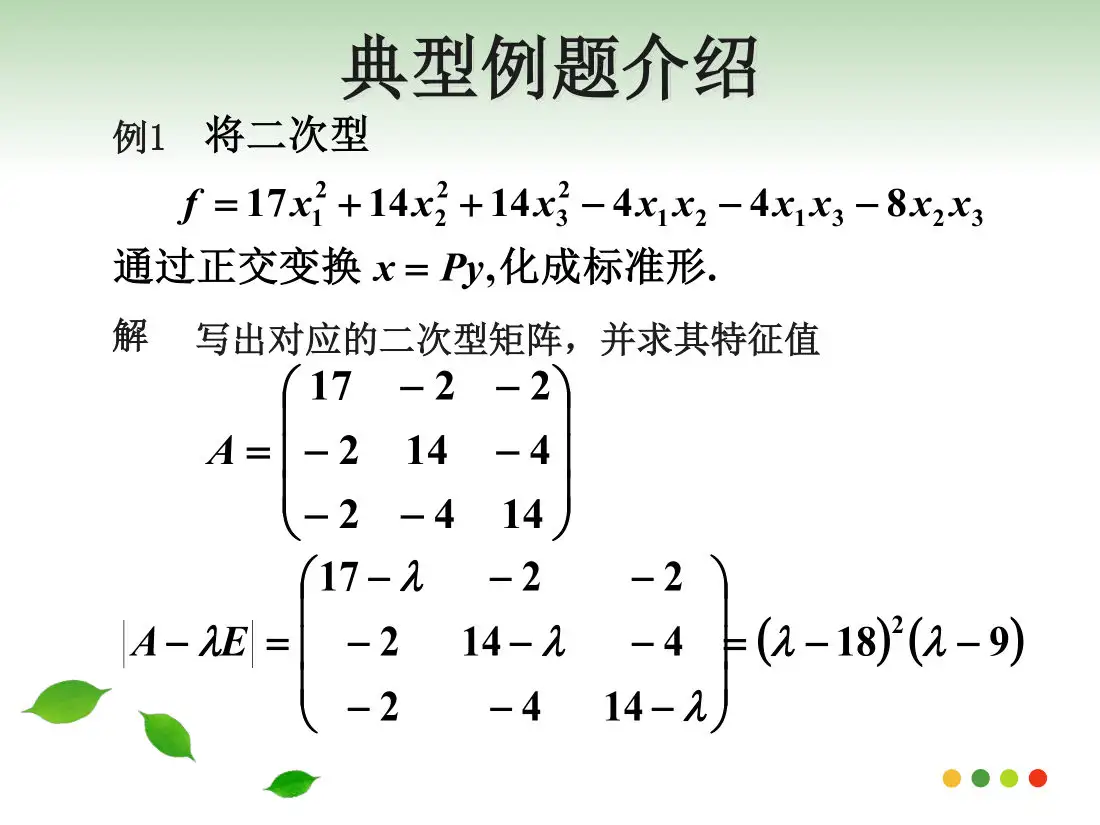 典型例题介绍
例1 将二次型
f = 17x₁² + 14x₂² + 14x₃² − 4x₁x₂ − 4x₁x₃ − 8x₂x₃
通过正交变换 x = Py,化成标准形.
解 写出对应的二次型矩阵，并求其特征值
17 − 2 − 2
A = − 2 14 − 4
− 2 − 4 14
17 − λ − 2 − 2
|A − λE| = − 2 14 − λ − 4 = (λ − 18)²(λ − 9)
− 2 − 4 14 − λ